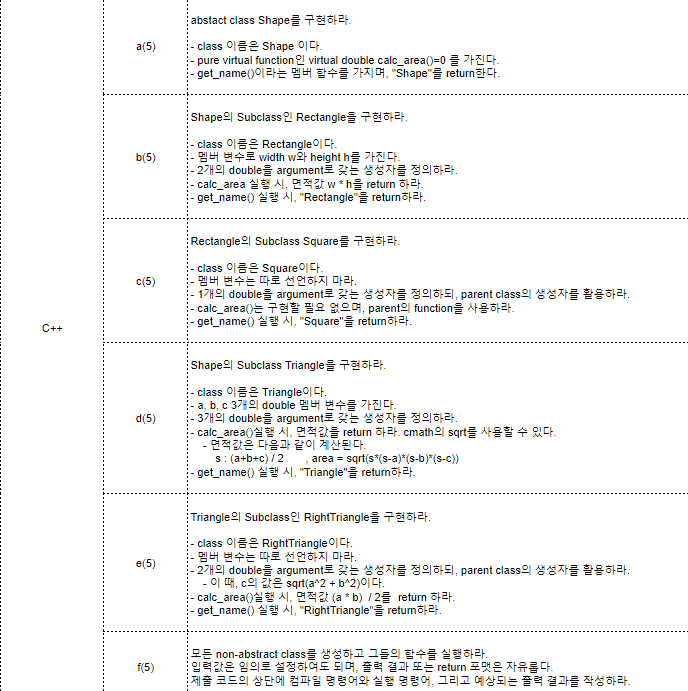 abstact class Shape를 구현하라.
a(5)
- class 이름은 Shape 이다.
- pure virtual function인 virtual double calc_area()=0 를 가진다.
- get_name()이라는 멤버 함수를 가지며, "Shape"를 return한다.
Shape의 Subclass인 Rectangle을 구현하라.
b(5)
- class 이름은 Rectangle이다.
- 멤버 변수로 width w와 height h를 가진다.
- 2개의 double을 argument로 갖는 생성자를 정의하라.
- calc_area 실행 시, 면적값 w * h을 return 하라.
- get_name() 실행 시, "Rectangle"을 return하라.
Rectangle의 Subclass Square를 구현하라.
c(5)
- class 이름은 Square이다.
- 멤버 변수는 따로 선언하지 마라.
- 1개의 double을 argument로 갖는 생성자를 정의하되, parent class의 생성자를 활용하라.
- calc_area()는 구현할 필요 없으며, parent의 function을 사용하라.
- get_name() 실행 시, "Square"을 return하라.
C++
Shape의 Subclass Triangle을 구현하라.
d(5)
- class 이름은 Triangle이다.
- a, b, c 3개의 double 멤버 변수를 가진다.
- 3개의 double을 argument로 갖는 생성자를 정의하라.
- calc_area()실행 시, 면적값을 return 하라. cmath의 sqrt를 사용할 수 있다.
- 면적값은 다음과 같이 계산된다.
s : (a+b+c) / 2 , area = sqrt(s*(s-a)*(s-b)*(s-c))
- get_name() 실행 시, "Triangle"을 return하라.
Triangle의 Subclass인 RightTriangle을 구현하라.
e(5)
- class 이름은 RightTriangle이다.
- 멤버 변수는 따로 선언하지 마라.
- 2개의 double을 argument로 갖는 생성자를 정의하되, parent class의 생성자를 활용하라.
- 이 때, c의 값은 sqrt(a^2 + b^2)이다.
- calc_area()실행 시, 면적값 (a * b) / 2를 return 하라.
- get_name() 실행 시, "RightTriangle"을 return하라.
f(5)
모든 non-abstract class를 생성하고 그들의 함수를 실행하라.
입력값은 임의로 설정하여도 되며, 출력 결과 또는 return 포맷은 자유롭다.
제출 코드의 상단에 컴파일 명령어와 실행 명령어, 그리고 예상되는 출력 결과를 작성하라.